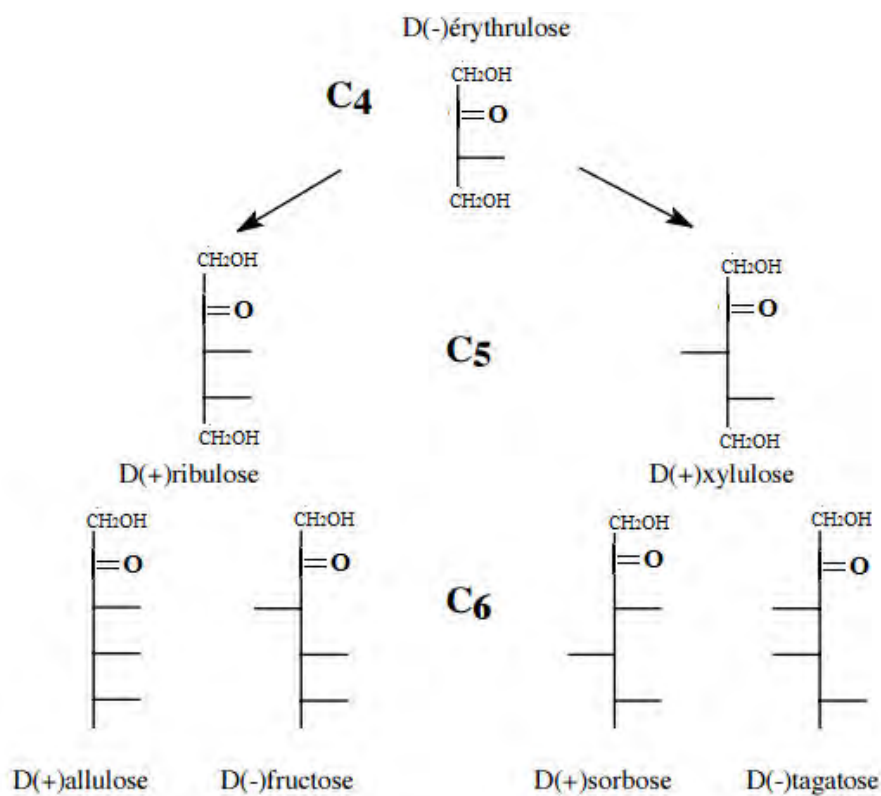 D(-)érythrulose
CH2OH
C4
=O
CH2OH
CH2OH
CH2OH
=O
=O
C5
CH2OH
CH2OH
D(+)ribulose
D(+)xylulose
CH2OH
CH2OH
CH2OH
CH2OH
=O
=O
=O
=O
C6
D(+)allulose
D(-)fructose
D(+)sorbose
D(-)tagatose